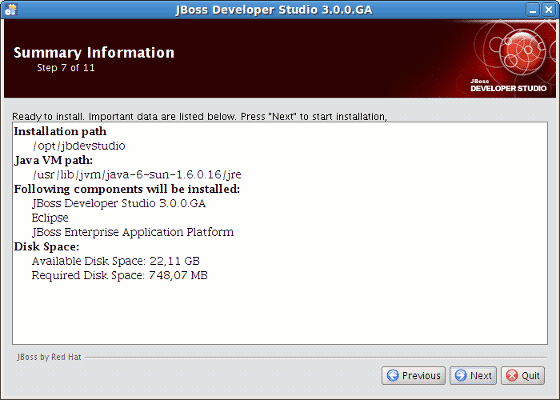 JBoss Developer Studio 3.0.0.GA
Summary Information
Step 7 of 11
JBoss
DEVELOPER STUDIO
Ready to install. Important data are listed below. Press "Next" to start installation,
Installation path
/opt/jbdevstudio
Java VM path:
/usr/lib/jvm/java-6-sun-1.6.0.16/jre
Following components will be installed:
JBoss Developer Studio 3.0.0.GA
Eclipse
JBoss Enterprise Application Platform
Disk Space:
Available Disk Space: 22,11 GB
Required Disk Space: 748,07 MB
JBoss by Red Hat
Previous
Next
Quit